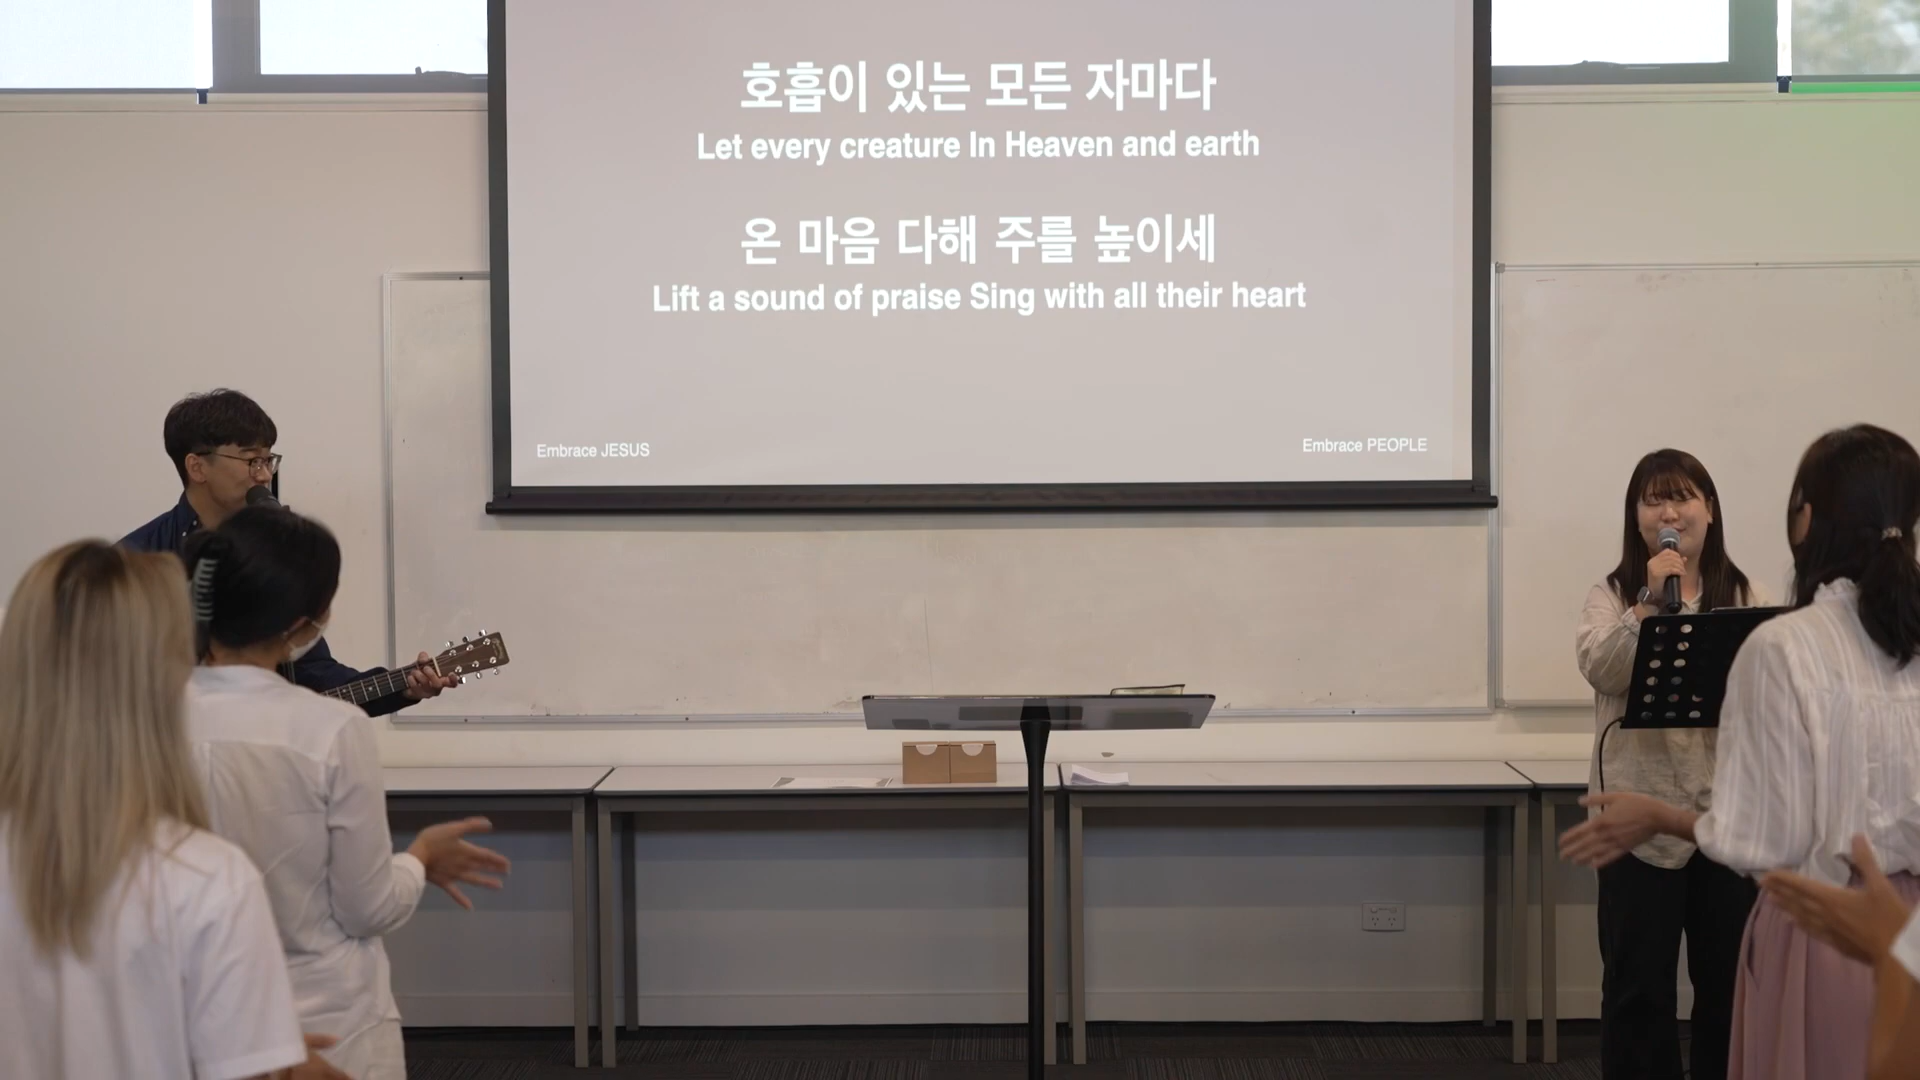 호흡이 있는 모든 자마다
Let every creature In Heaven and earth
온 마음 다해 주를 높이세
Lift a sound of praise Sing with all their heart
Embrace JESUS
Embrace PEOPLE